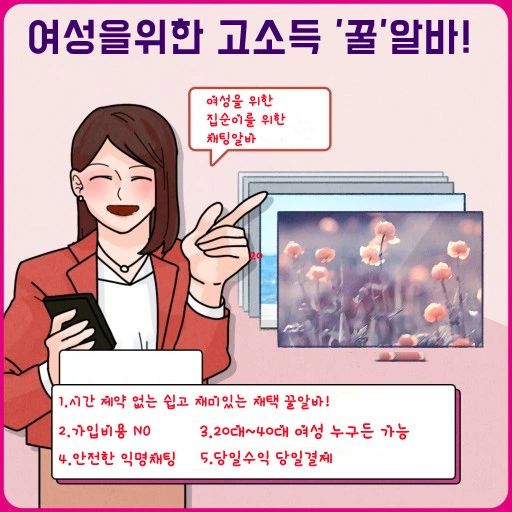 여성을위한 고소득 '꿀'알바!
여성을 위한
집순이를 위한
채팅알바
20
1.시간 제약 없는 쉽고 재미있는 재택 꿀알바!
2.가입비용 NO 3.20대~40대 여성 누구든 가능
4.안전한 익명채팅 5.당일수익 당일결제